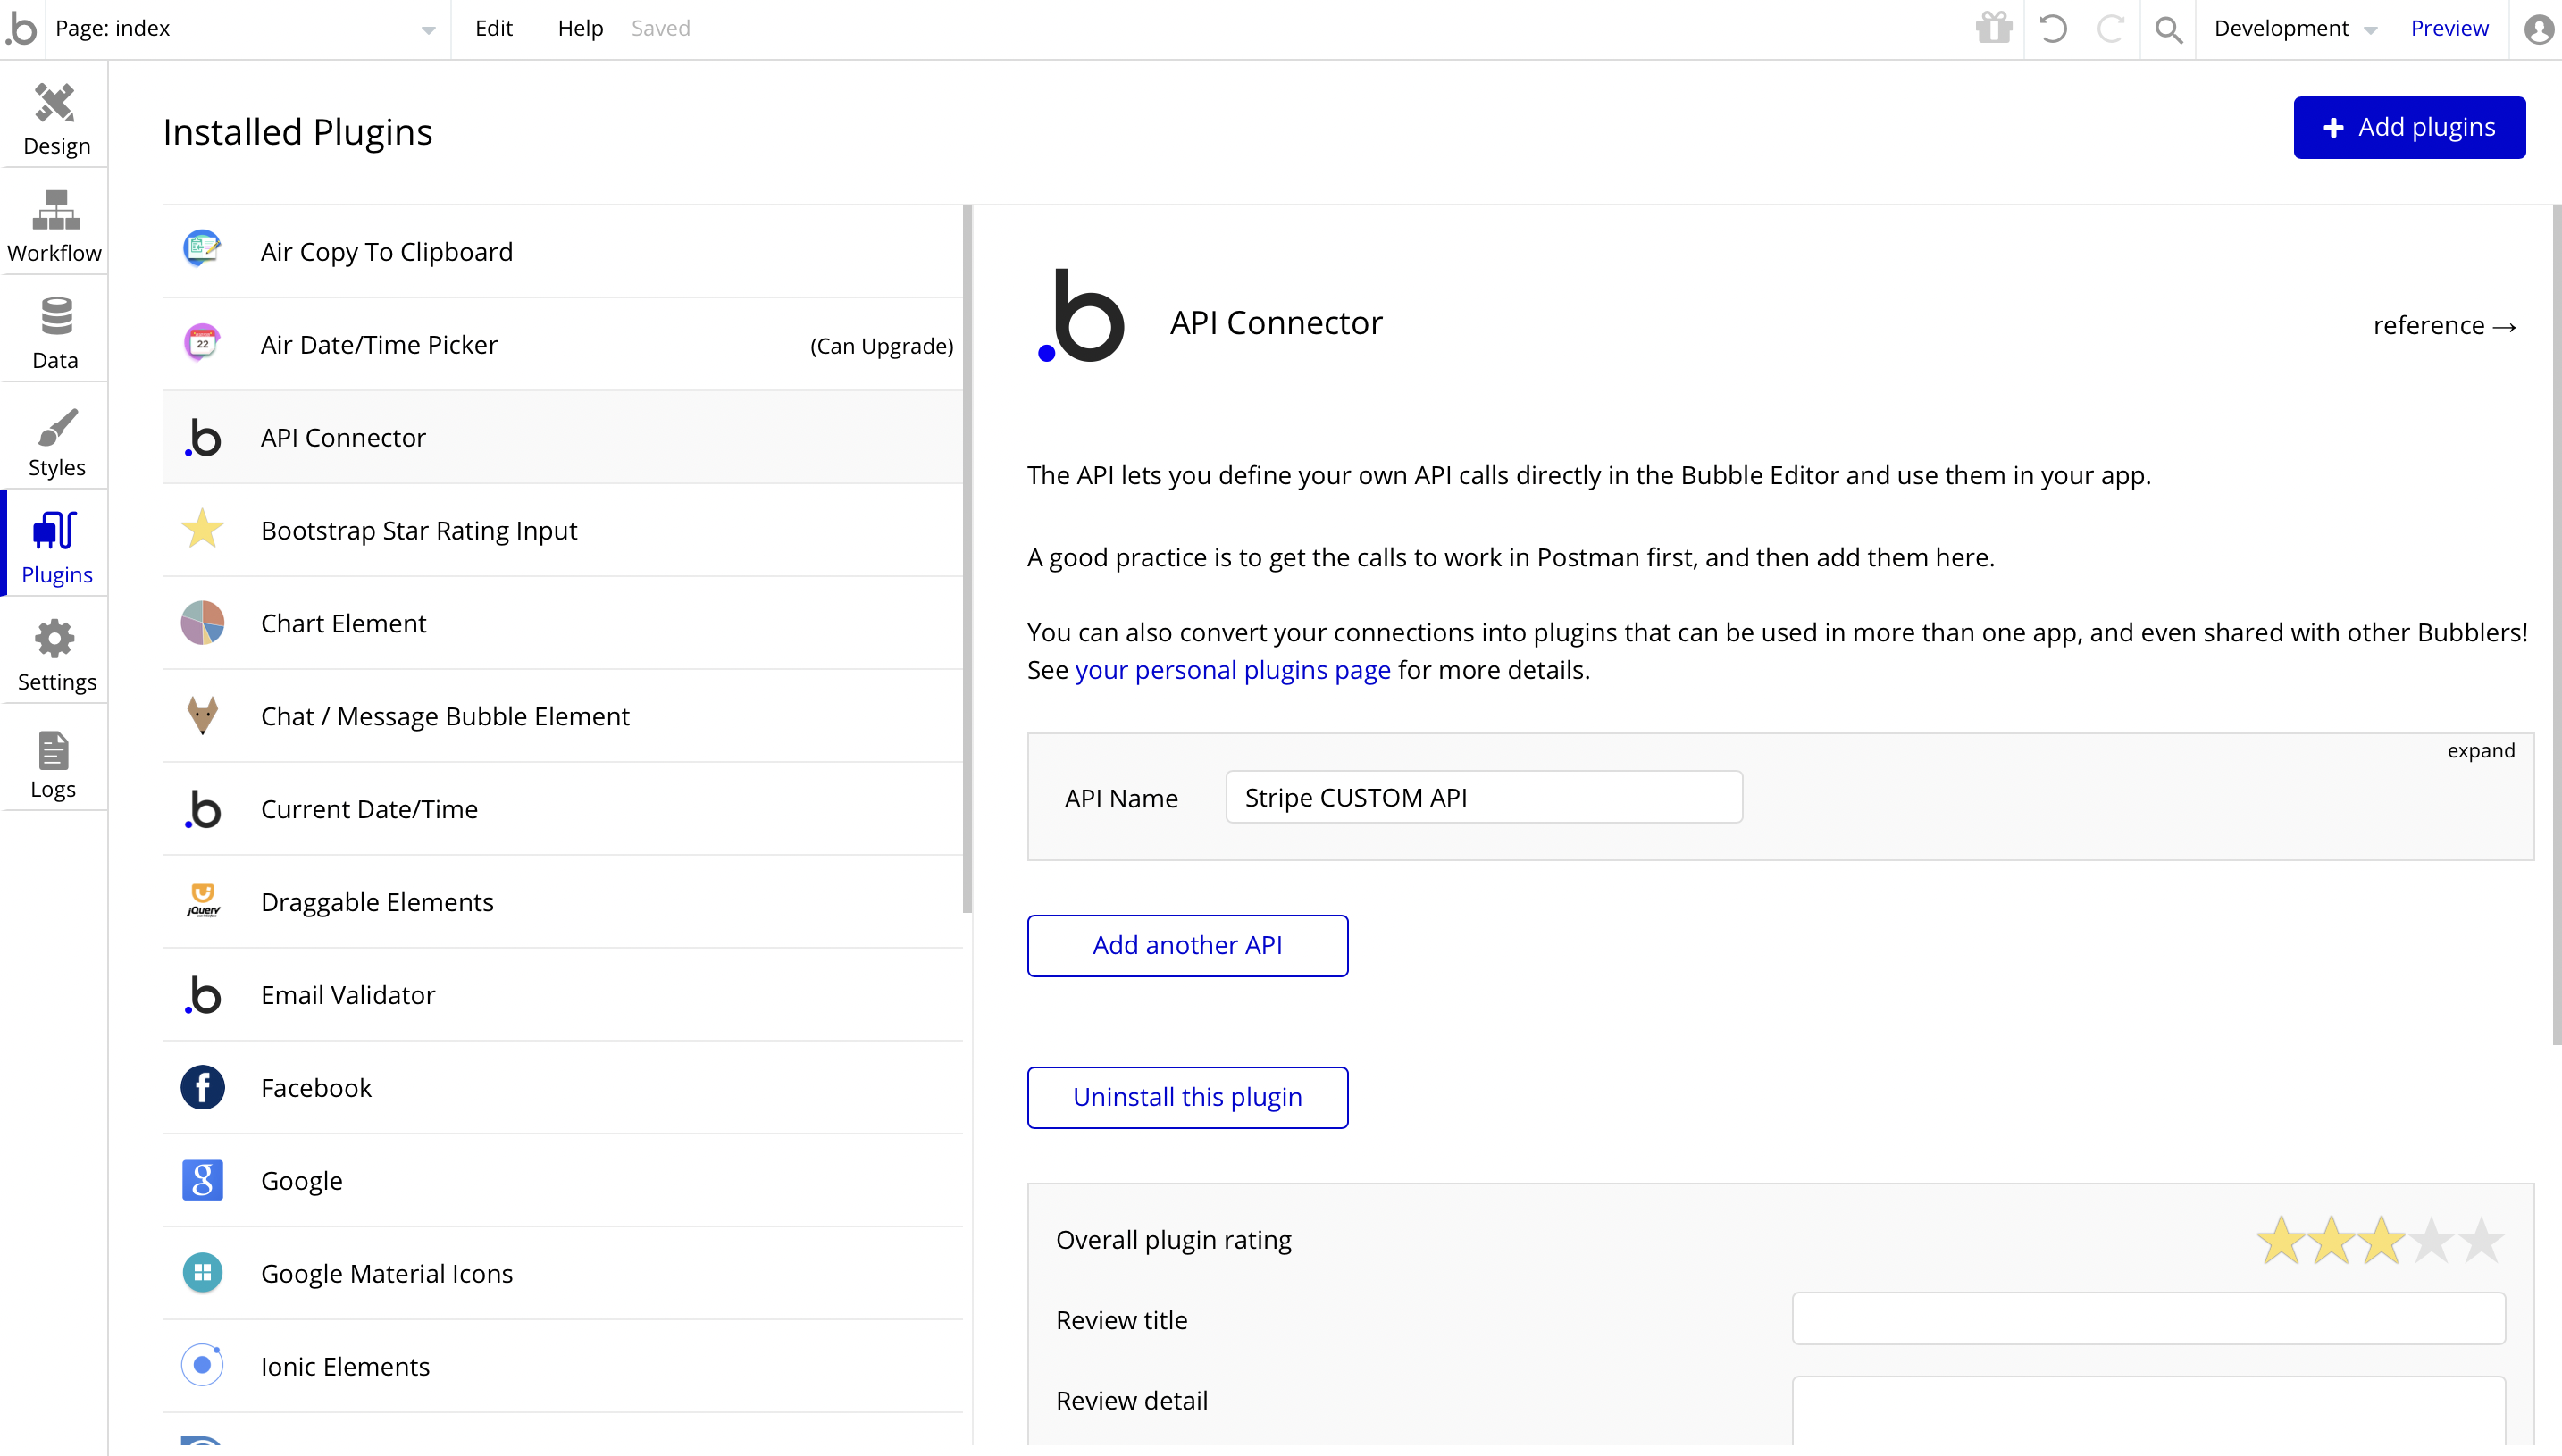 Page: index
Edit
Help
Saved
Development
Preview
Design
Workflow
Data
Styles
Plugins
Settings
Logs
Installed Plugins
Add plugins
Air Copy To Clipboard
22
Air Date/Time Picker
(Can Upgrade)
.b
API Connector
Bootstrap Star Rating Input
Chart Element
Chat / Message Bubble Element
.b
Current Date/Time
jQuery
Draggable Elements
.b
Email Validator
f
Facebook
g
Google
Google Material Icons
Ionic Elements
.b
API Connector
reference →
The API lets you define your own API calls directly in the Bubble Editor and use them in your app.
A good practice is to get the calls to work in Postman first, and then add them here.
You can also convert your connections into plugins that can be used in more than one app, and even shared with other Bubblers!
See your personal plugins page for more details.
expand
API Name
Stripe CUSTOM API
Add another API
Uninstall this plugin
Overall plugin rating
Review title
Review detail